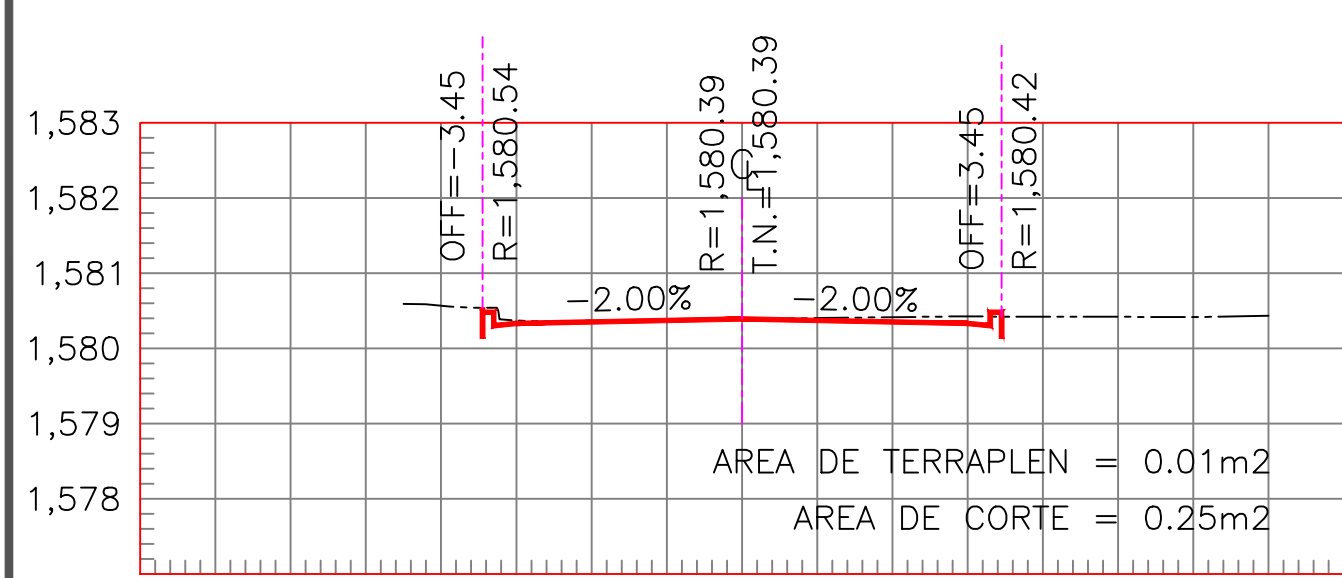 OFF=-3.45
R=1,580.54
R=1,580.39
T.N.=1,580.39
OFF=3.45
R=1,580.42
1,583
1,582
1,581
1,580
1,579
1,578
-2.00%
-2.00%
AREA DE TERRAPLEN = 0.01m2
AREA DE CORTE = 0.25m2